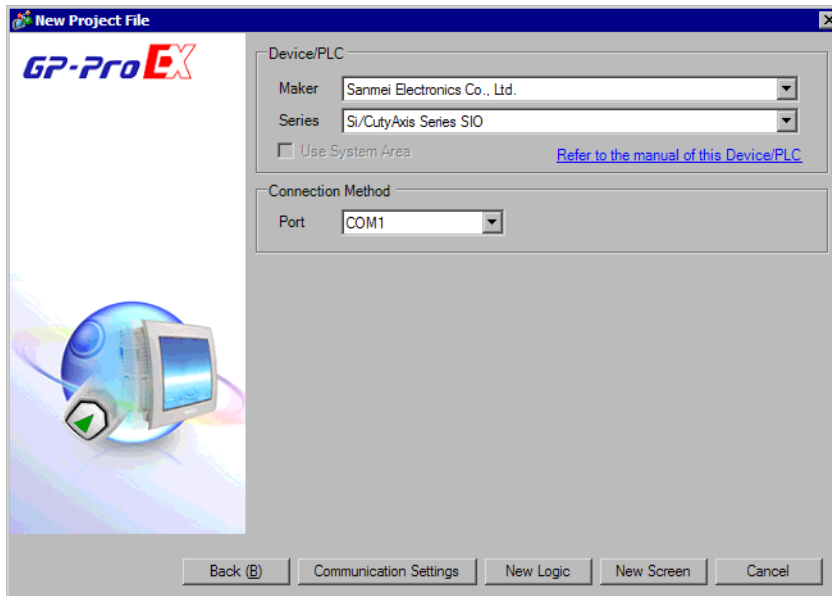 New Project File
GP-Pro EX
Device/PLC
Maker Sanmei Electronics Co., Ltd.
Series Si/CutyAxis Series SIO
Use System Area Refer to the manual of this Device/PLC
Connection Method
Port COM1
Back (B) Communication Settings New Logic New Screen Cancel